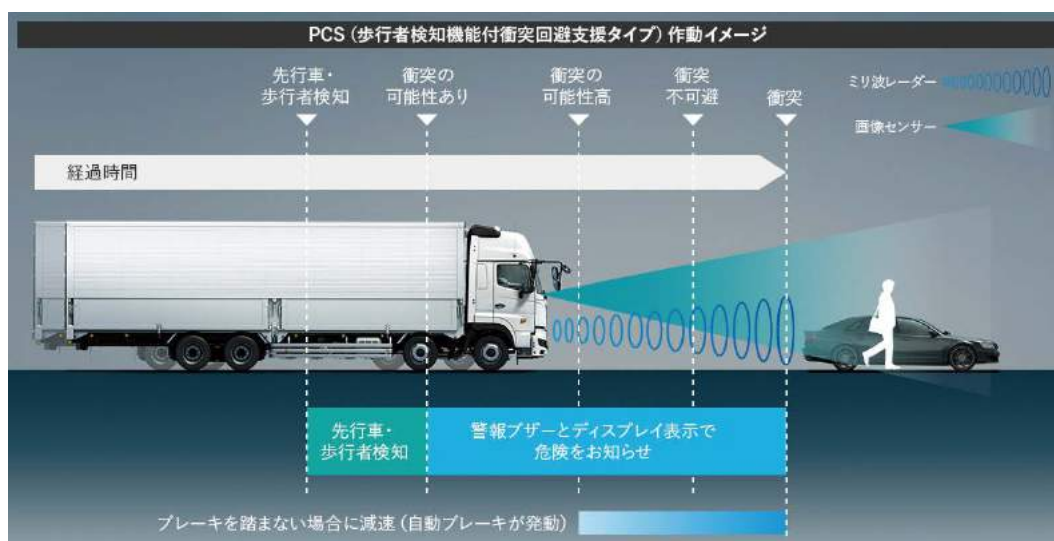 PCS（歩行者検知機能付衝突回避支援タイプ）作動イメージ
先行車・
歩行者検知
衝突の
可能性あり
衝突の
可能性高
衝突
不可避
衝突
ミリ波レーダー
画像センサー
経過時間
先行車・
歩行者検知
警報ブザーとディスプレイ表示で
危険をお知らせ
ブレーキを踏まない場合に減速（自動ブレーキが発動）